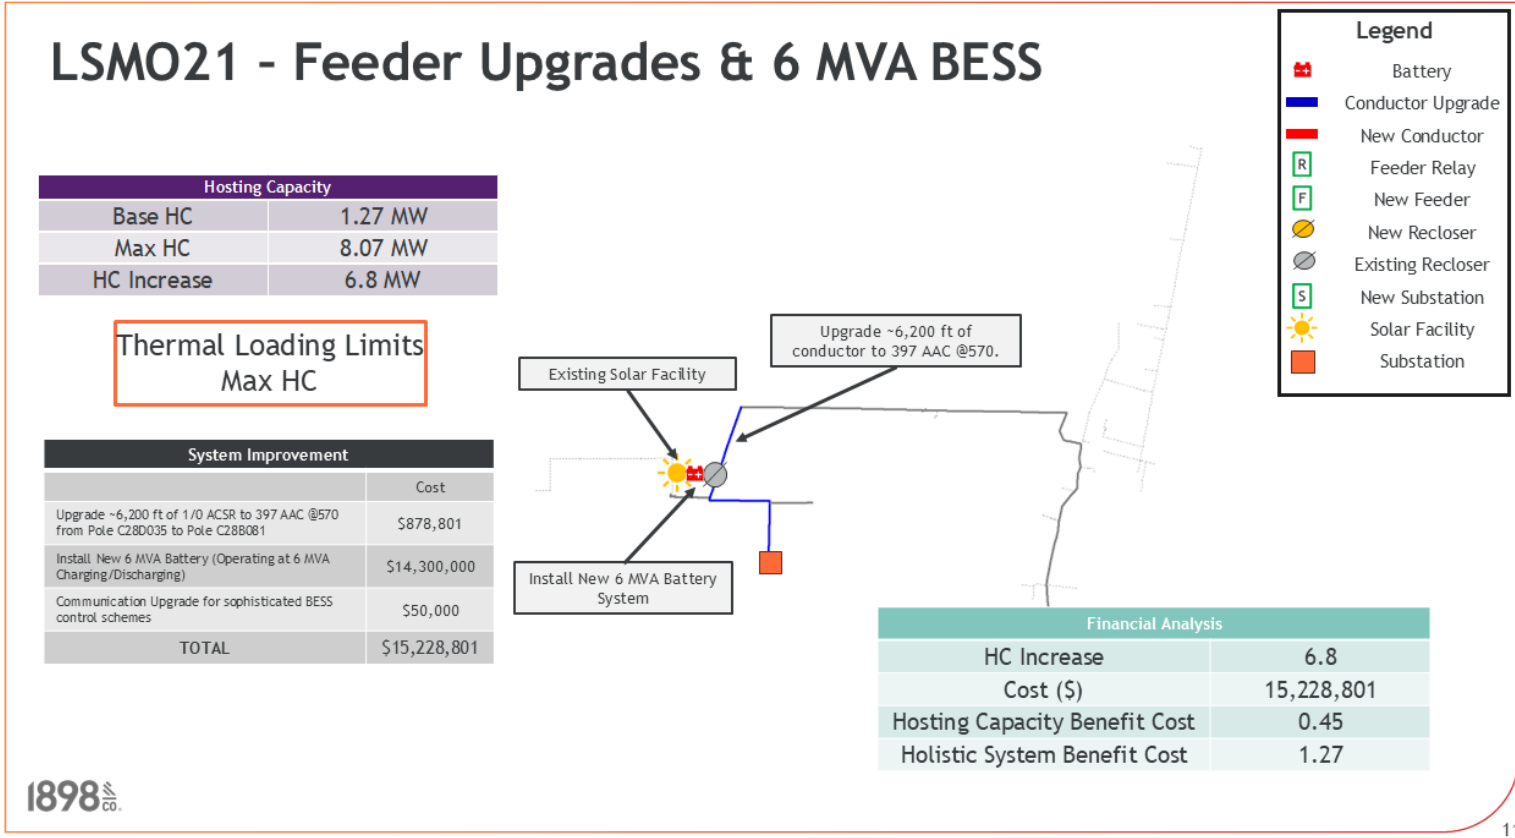 LSMO21 - Feeder Upgrades & 6 MVA BESS
Legend
Battery
Conductor Upgrade
New Conductor
R Feeder Relay
F New Feeder
New Recloser
Existing Recloser
S New Substation
Solar Facility
Substation
Hosting Capacity
Base HC 1.27 MW
Max HC 8.07 MW
HC Increase 6.8 MW
Thermal Loading Limits
Max HC
Upgrade ~6,200 ft of
conductor to 397 AAC @570.
Existing Solar Facility
Install New 6 MVA Battery
System
System Improvement
Cost
Upgrade ~6,200 ft of 1/0 ACSR to 397 AAC @570
from Pole C28D035 to Pole C28B081
$878,801
Install New 6 MVA Battery (Operating at 6 MVA
Charging/Discharging)
$14,300,000
Communication Upgrade for sophisticated BESS
control schemes
$50,000
TOTAL $15,228,801
Financial Analysis
HC Increase 6.8
Cost ($) 15,228,801
Hosting Capacity Benefit Cost 0.45
Holistic System Benefit Cost 1.27
1898 & CO.